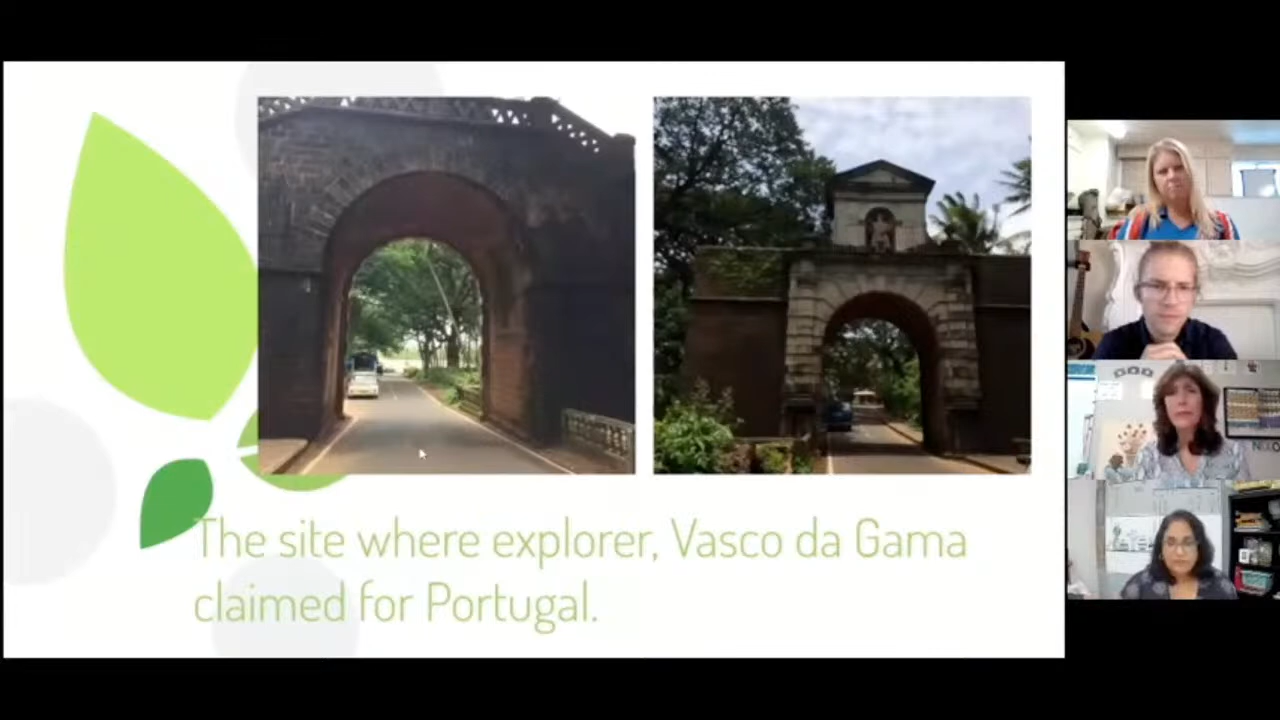 The site where explorer, Vasco da Gama
claimed for Portugal.